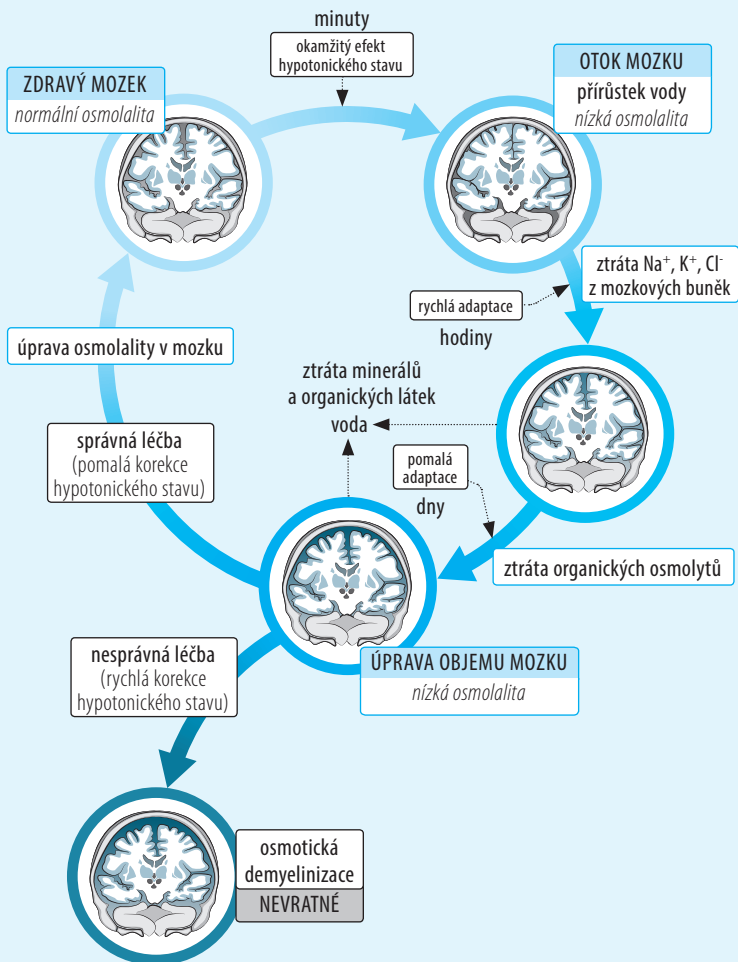 minuty
okamžitý efekt
hypotonického stavu
ZDRAVÝ MOZEK
normální osmolalita
OTOK MOZKU
přírůstek vody
nízká osmolalita
ztráta Na⁺, K⁺, Cl⁻
z mozkových buněk
rychlá adaptace
hodiny
úprava osmolality v mozku
ztráta minerálů
a organických látek
voda
správná léčba
(pomalá korekce
hypotonického stavu)
pomalá
adaptace
dny
ztráta organických osmolytů
nesprávná léčba
(rychlá korekce
hypotonického stavu)
ÚPRAVA OBJEMU MOZKU
nízká osmolalita
osmotická
demyelinizace
NEVRATNÉ